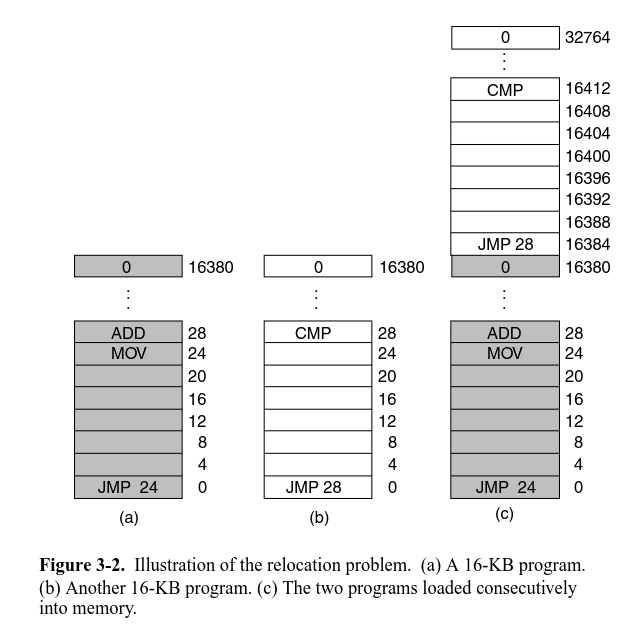 0 32764
⋮
CMP 16412
16408
16404
16400
16396
16392
16388
JMP 28 16384
0 16380 0 16380 0 16380
⋮ ⋮ ⋮
ADD 28 CMP 28 ADD 28
MOV 24 24 MOV 24
20 20 20
16 16 16
12 12 12
8 8 8
4 4 4
JMP 24 0 JMP 28 0 JMP 24 0
(a) (b) (c)
Figure 3-2. Illustration of the relocation problem. (a) A 16-KB program.
(b) Another 16-KB program. (c) The two programs loaded consecutively
into memory.